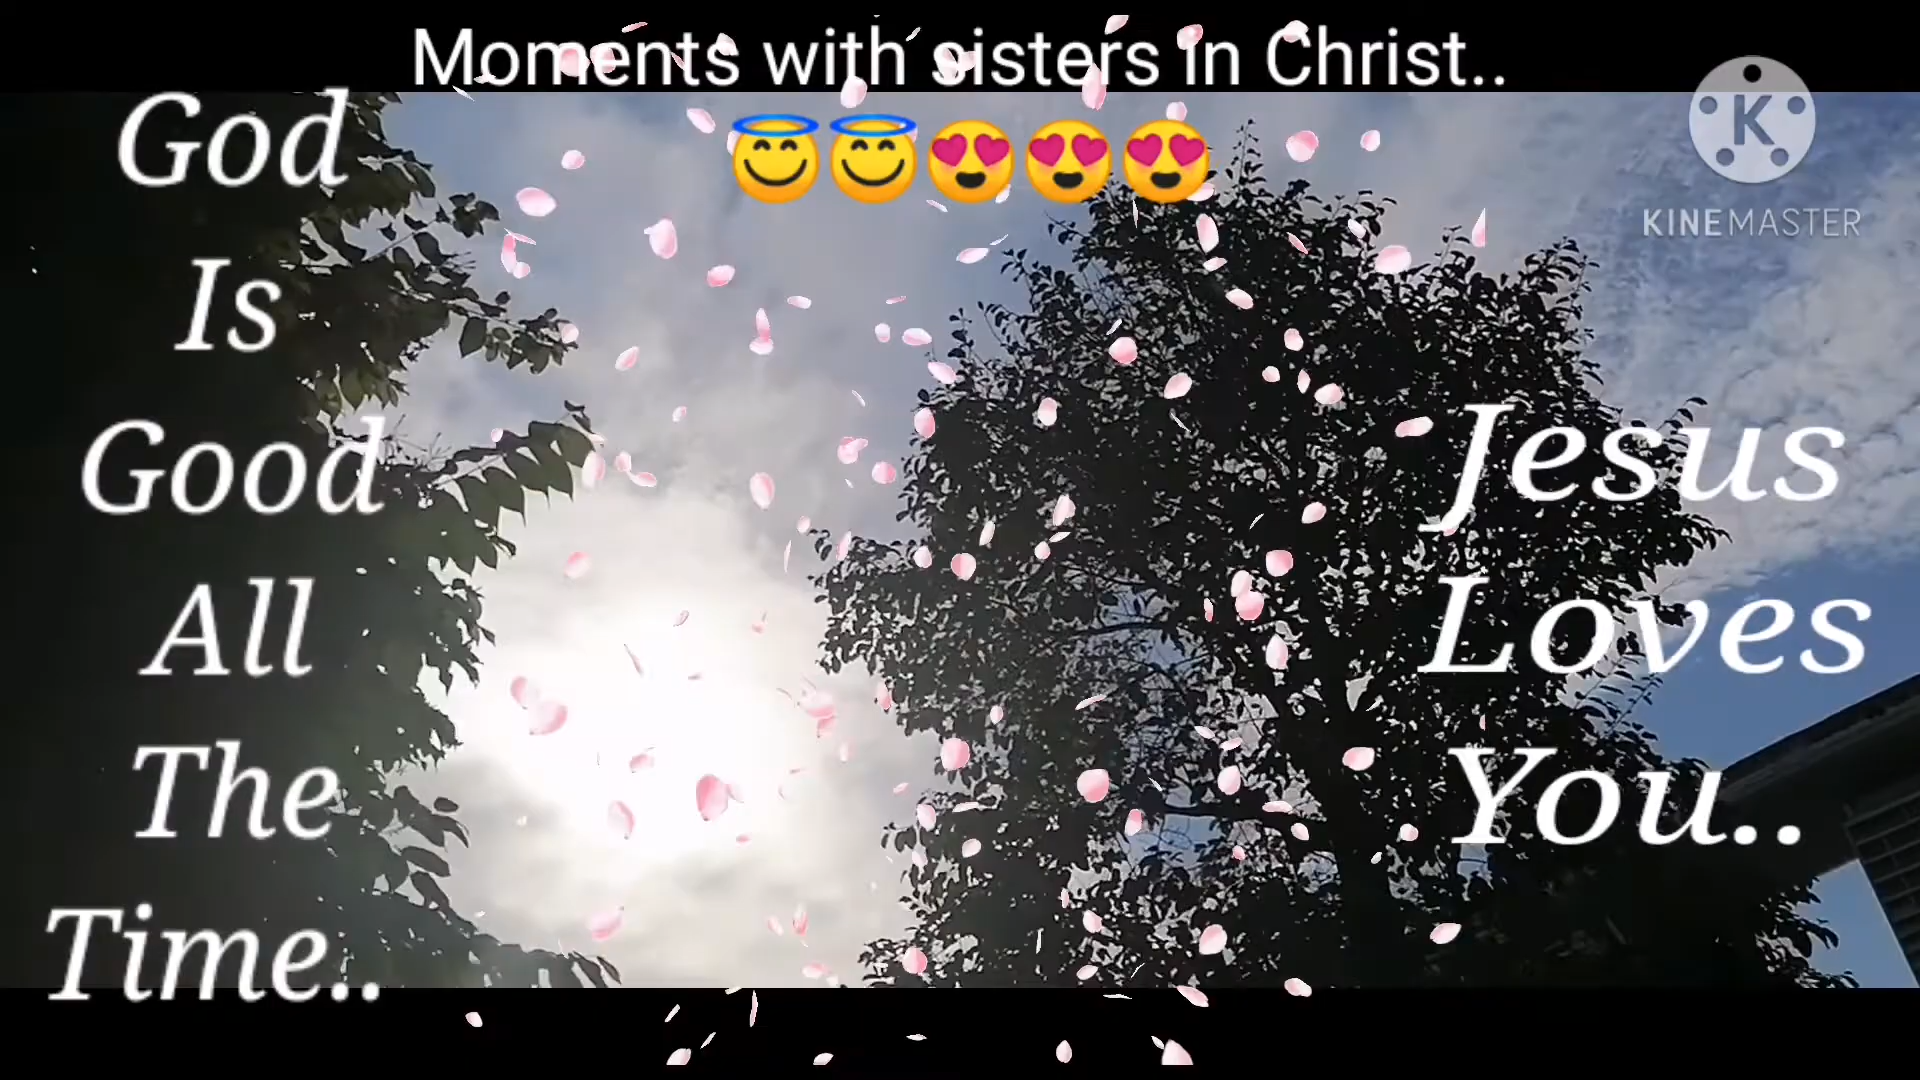 Moments with sisters in Christ..
😇😇😍😍😍
K
KINEMASTER
God
Is
Good
All
The
Time..
Jesus
Loves
You..